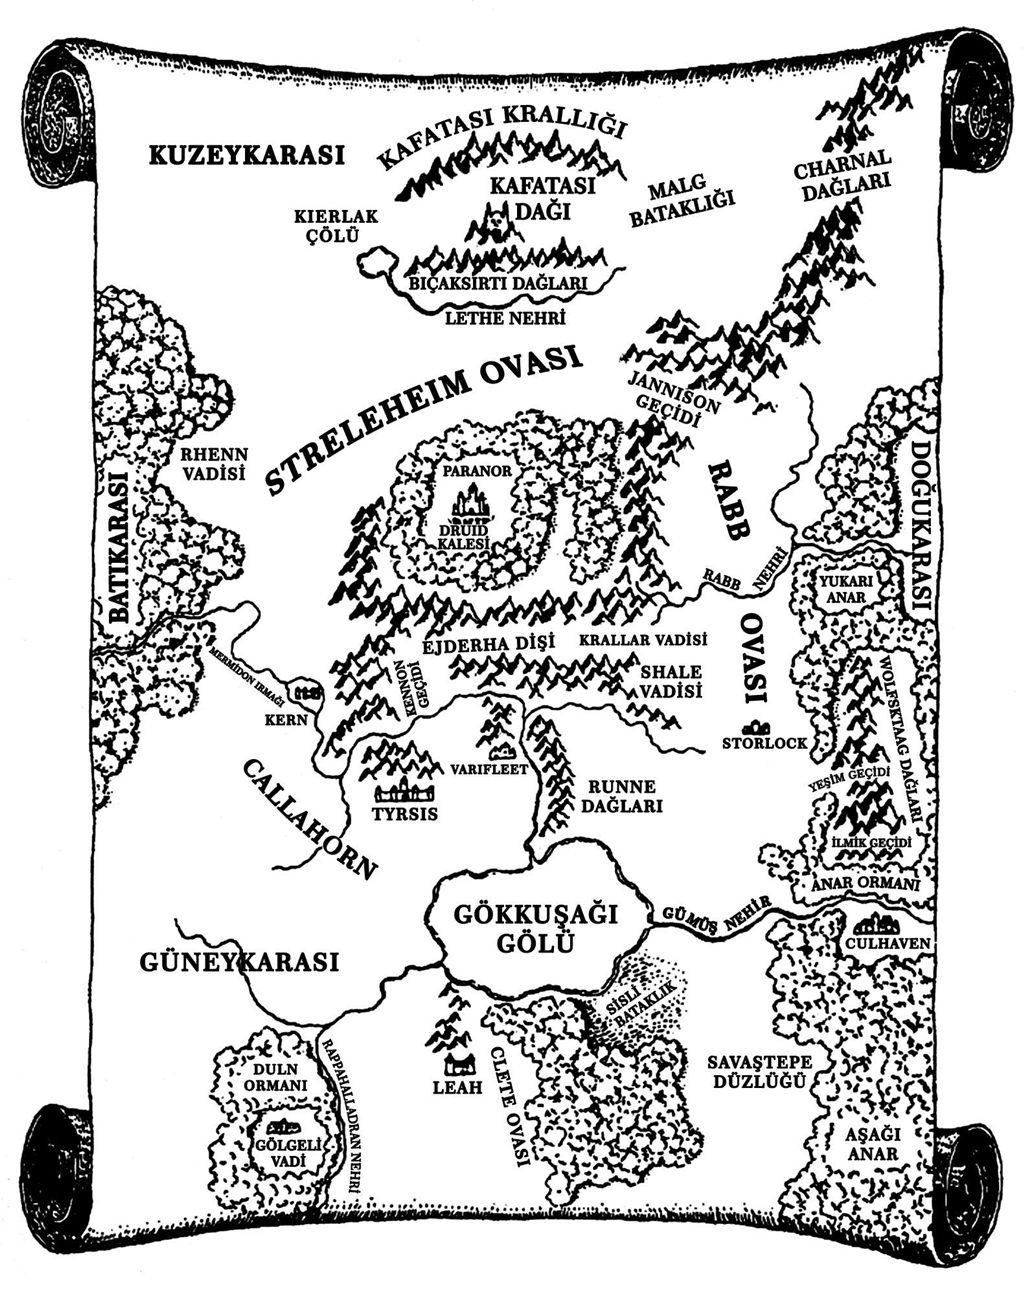 KAFATASI KRALLIĞI
KUZEYKARASI
CHARNAL
DAĞLARI
KAFATASI
DAĞI
MALG
BATAKLIĞI
KIERLAK
ÇÖLÜ
BIÇAKSIRTI DAĞLARI
LETHE NEHRİ
STRELEHEIM OVASI
JANNISON
GEÇİDİ
RHENN
VADİSİ
PARANOR
DRUID
KALESİ
BATIKARASI
RABB
OVASI
DOĞUKARASI
RABB NEHRİ
YUKARI
ANAR
EJDERHA DİŞİ
KRALLAR VADİSİ
MERMIDON IRMAĞI
KENNON
GEÇİDİ
SHALE
VADİSİ
KERN
WOLFSKTAAG DAĞLARI
STORLOCK
VARIFLEET
YEŞİM GEÇİDİ
CALLAHORN
TYRSIS
RUNNE
DAĞLARI
İLMİK GEÇİDİ
ANAR ORMANI
GÖKKUŞAĞI
GÖLÜ
GÜMÜŞ NEHİR
CULHAVEN
GÜNEYKARASI
SİSLİ
BATAKLIK
RAPPAHALLADRAN NEHRİ
DULN
ORMANI
LEAH
CLETE OVASI
SAVAŞTEPE
DÜZLÜĞÜ
GÖLGELİ
VADİ
AŞAĞI
ANAR